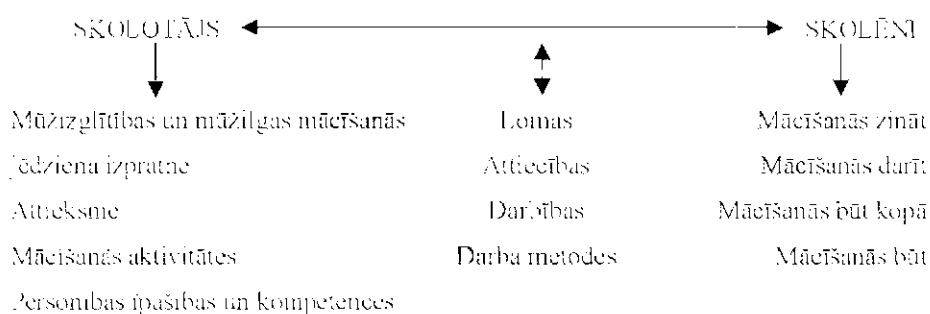 SKOLOTĀJS SKOLĒNI
Mūžizglītības un mūžilgas mācīšanās Lomas Mācīšanās zināt
jēdziena izpratne Attiecības Mācīšanās darīt
Attieksme Darbības Mācīšanās būt kopā
Mācīšanās aktivitātes Darba metodes Mācīšanās būt
Personības īpašības un kompetences